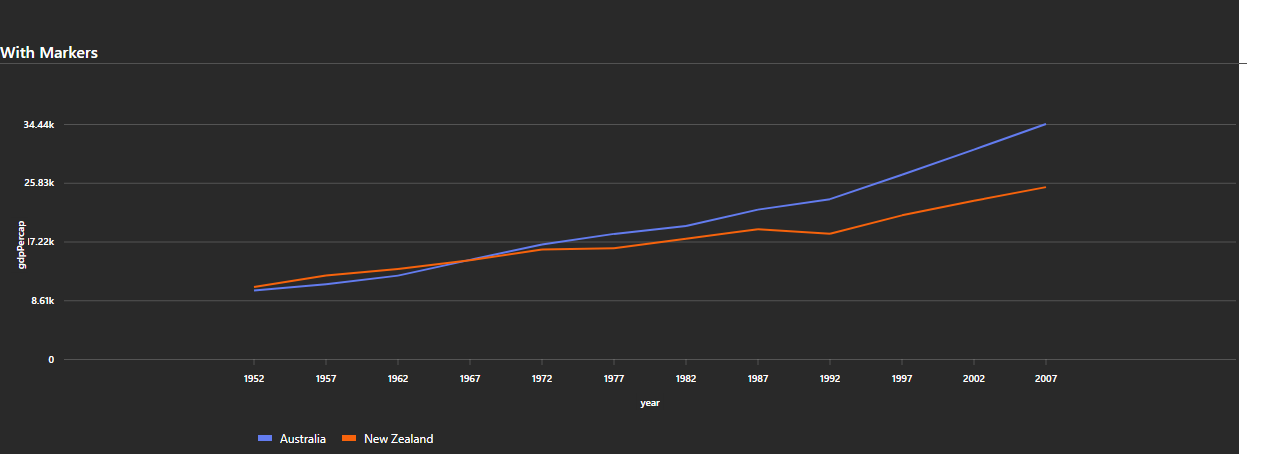 With Markers
34.44k
25.83k
17.22k
8.61k
0
gdpPercap
1952 1957 1962 1967 1972 1977 1982 1987 1992 1997 2002 2007
year
Australia New Zealand